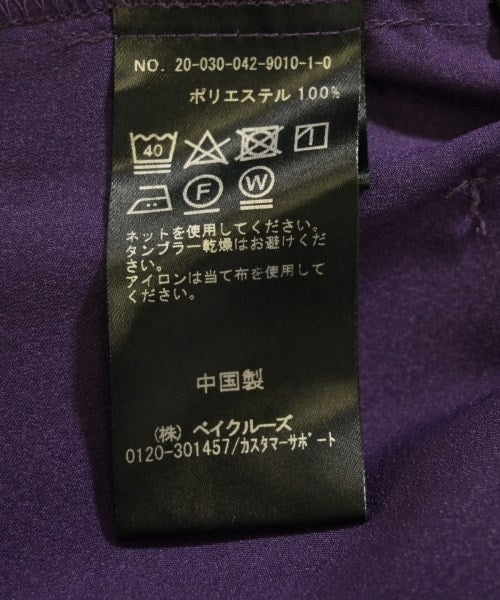 NO. 20-030-042-9010-1-0
ポリエステル 100%
40
F W
ネットを使用してください。
タンブラー乾燥はお避けくだ
さい。
アイロンは当て布を使用して
ください。
中国製
(株) ベイクルーズ
0120-301457/カスタマーサポート